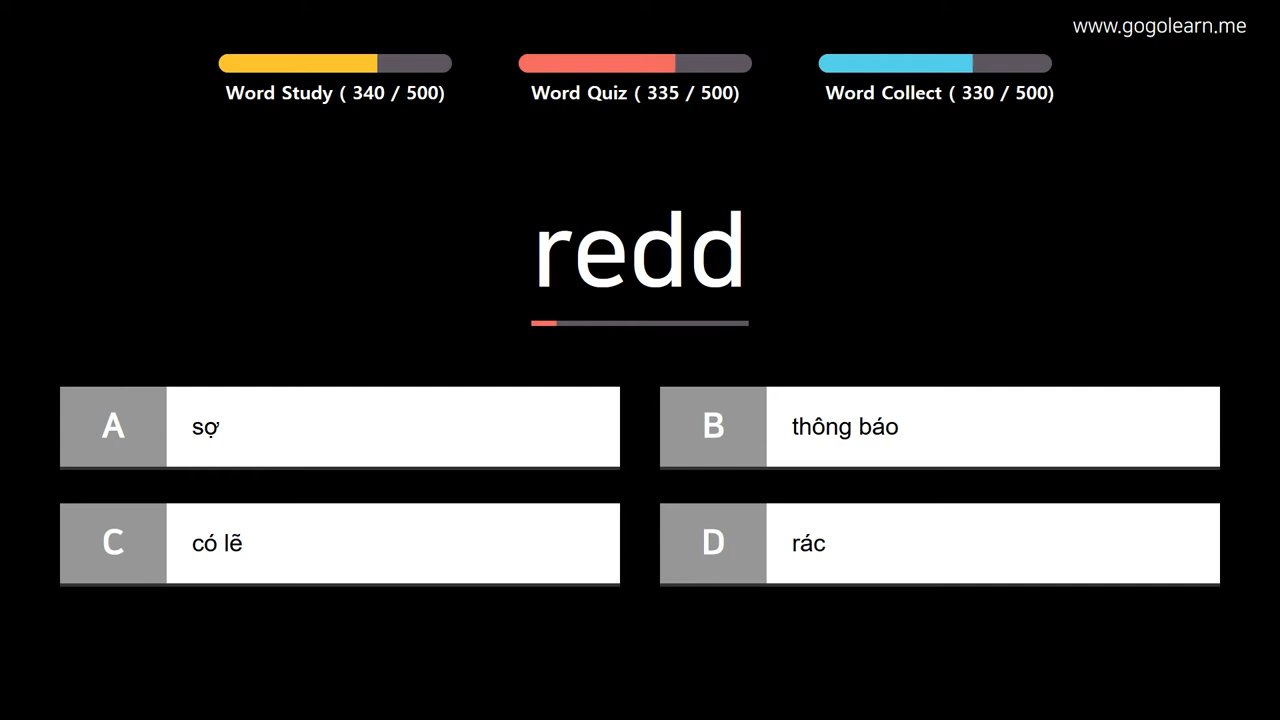 www.gogolearn.me
Word Study ( 340 / 500)
Word Quiz ( 335 / 500)
Word Collect ( 330 / 500)
redd
A
sợ
B
thông báo
C
có lẽ
D
rác